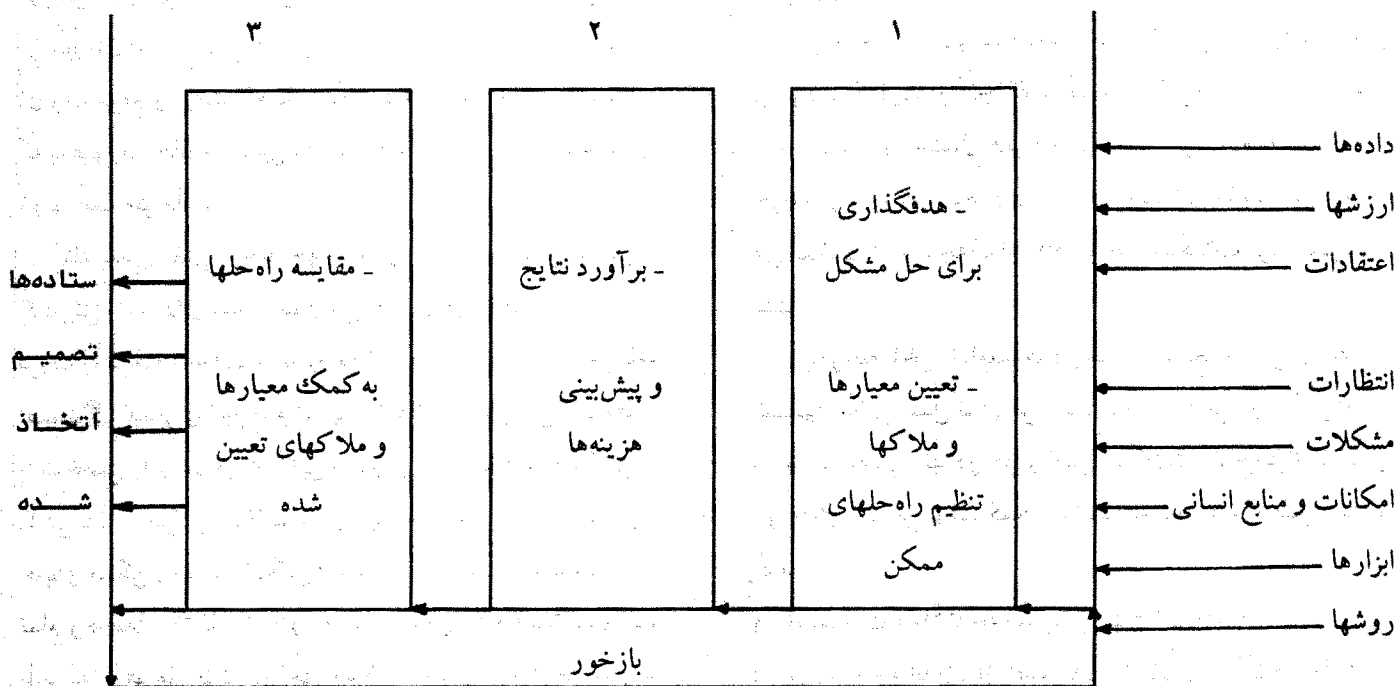 ۱
۲
۳
داده‌ها
ارزشها
اعتقادات
انتظارات
مشکلات
امکانات و منابع انسانی
ابزارها
روشها
ـ هدفگذاری
برای حل مشکل
ـ تعیین معیارها
و ملاکها
تنظیم راه‌حلهای
ممکن
ـ برآورد نتایج
و پیش‌بینی
هزینه‌ها
ـ مقایسه راه‌حلها
به کمک معیارها
و ملاکهای تعیین
شده
ستاده‌ها
تصمیم
اتخاذ
شده
بازخور